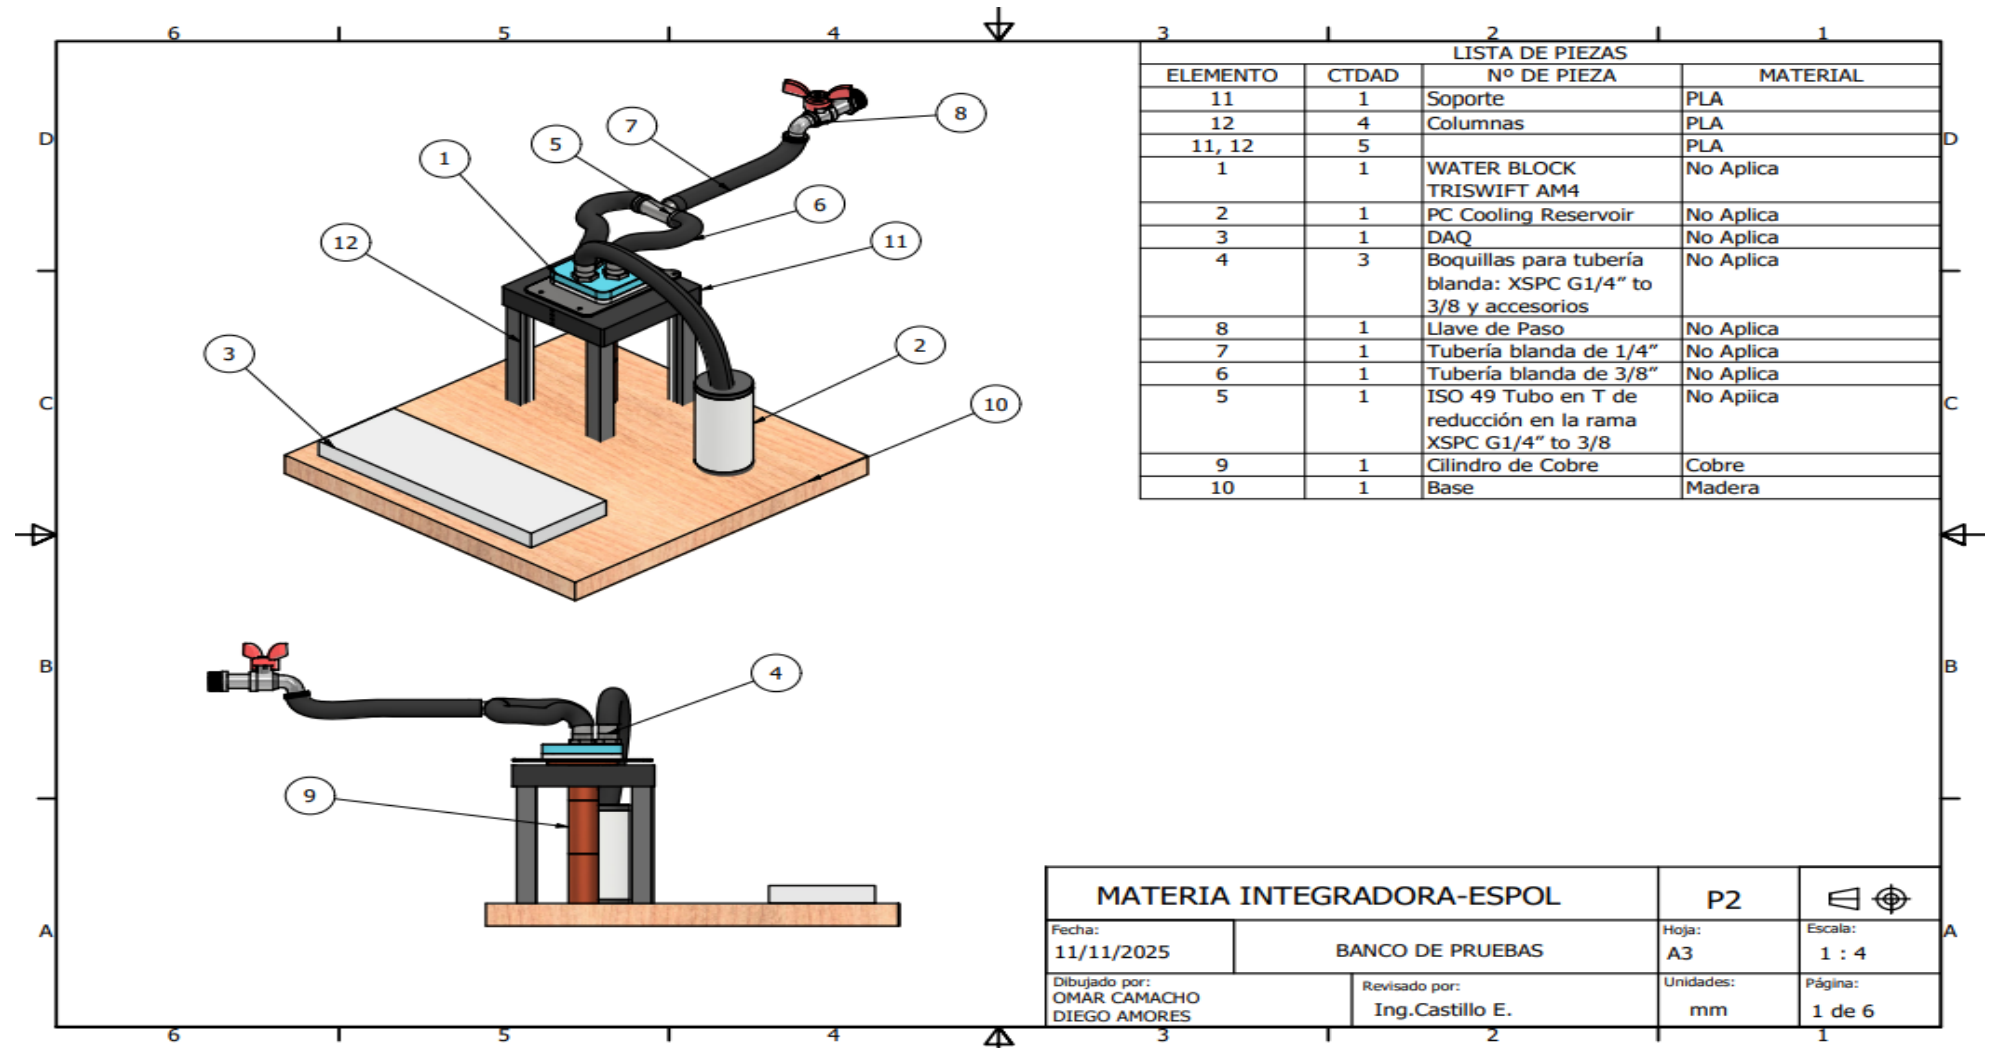 6 5 4 3 2 1
LISTA DE PIEZAS
ELEMENTO CTDAD Nº DE PIEZA MATERIAL
11 1 Soporte PLA
12 4 Columnas PLA
11, 12 5 PLA
1 1 WATER BLOCK No Aplica
TRISWIFT AM4
2 1 PC Cooling Reservoir No Aplica
3 1 DAQ No Aplica
4 3 Boquillas para tubería No Aplica
blanda: XSPC G1/4" to
3/8 y accesorios
8 1 Llave de Paso No Aplica
7 1 Tubería blanda de 1/4" No Aplica
6 1 Tubería blanda de 3/8" No Aplica
5 1 ISO 49 Tubo en T de No Apiica
reducción en la rama
XSPC G1/4" to 3/8
9 1 Cilindro de Cobre Cobre
10 1 Base Madera
8
7
5
1
6
12
11
3
2
10
4
9
D D
C C
B B
A A
MATERIA INTEGRADORA-ESPOL P2
Fecha:
11/11/2025
BANCO DE PRUEBAS
Hoja:
A3
Escala:
1 : 4
Dibujado por:
OMAR CAMACHO
DIEGO AMORES
Revisado por:
Ing.Castillo E.
Unidades:
mm
Página:
1 de 6
6 5 4 3 2 1